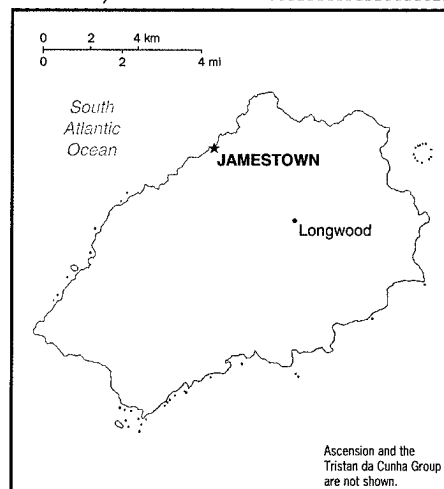 0 2 4 km
0 2 4 mi
South
Atlantic
Ocean
JAMESTOWN
Longwood
Ascension and the
Tristan da Cunha Group
are not shown.